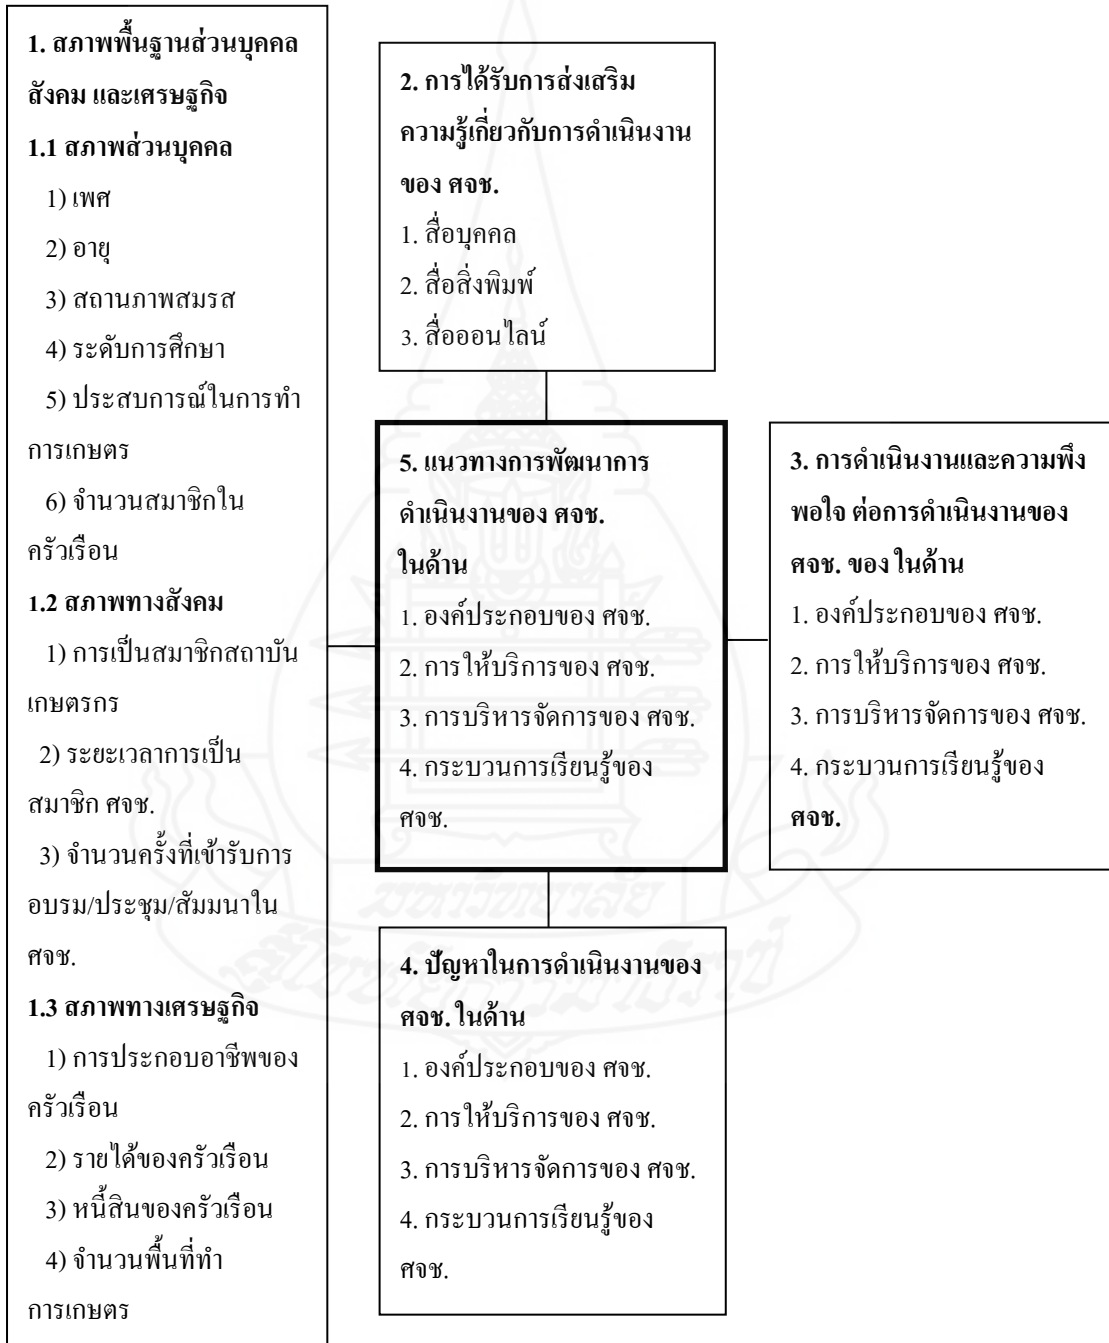 1. สภาพพื้นฐานส่วนบุคคล
สังคม และเศรษฐกิจ
1.1 สภาพส่วนบุคคล
1) เพศ
2) อายุ
3) สถานภาพสมรส
4) ระดับการศึกษา
5) ประสบการณ์ในการทำ
การเกษตร
6) จำนวนสมาชิกใน
ครัวเรือน
1.2 สภาพทางสังคม
1) การเป็นสมาชิกสถาบัน
เกษตรกร
2) ระยะเวลาการเป็น
สมาชิก ศจช.
3) จำนวนครั้งที่เข้ารับการ
อบรม/ประชุม/สัมมนาใน
ศจช.
1.3 สภาพทางเศรษฐกิจ
1) การประกอบอาชีพของ
ครัวเรือน
2) รายได้ของครัวเรือน
3) หนี้สินของครัวเรือน
4) จำนวนพื้นที่ทำ
การเกษตร
2. การได้รับการส่งเสริม
ความรู้เกี่ยวกับการดำเนินงาน
ของ ศจช.
1. สื่อบุคคล
2. สื่อสิ่งพิมพ์
3. สื่อออนไลน์
5. แนวทางการพัฒนาการ
ดำเนินงานของ ศจช.
ในด้าน
1. องค์ประกอบของ ศจช.
2. การให้บริการของ ศจช.
3. การบริหารจัดการของ ศจช.
4. กระบวนการเรียนรู้ของ
ศจช.
3. การดำเนินงานและความพึง
พอใจ ต่อการดำเนินงานของ
ศจช. ของ ในด้าน
1. องค์ประกอบของ ศจช.
2. การให้บริการของ ศจช.
3. การบริหารจัดการของ ศจช.
4. กระบวนการเรียนรู้ของ
ศจช.
4. ปัญหาในการดำเนินงานของ
ศจช. ในด้าน
1. องค์ประกอบของ ศจช.
2. การให้บริการของ ศจช.
3. การบริหารจัดการของ ศจช.
4. กระบวนการเรียนรู้ของ
ศจช.
มหาวิทยาลัย
สุโขทัยธรรมาธิราช